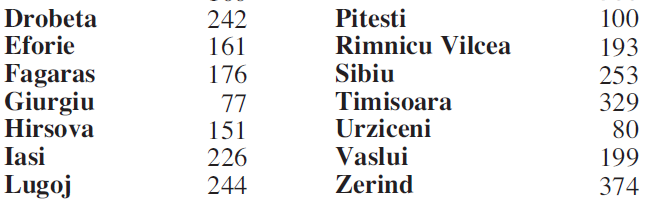 Drobeta 242 Pitesti 100
Eforie 161 Rimnicu Vilcea 193
Fagaras 176 Sibiu 253
Giurgiu 77 Timisoara 329
Hirsova 151 Urziceni 80
Iasi 226 Vaslui 199
Lugoj 244 Zerind 374